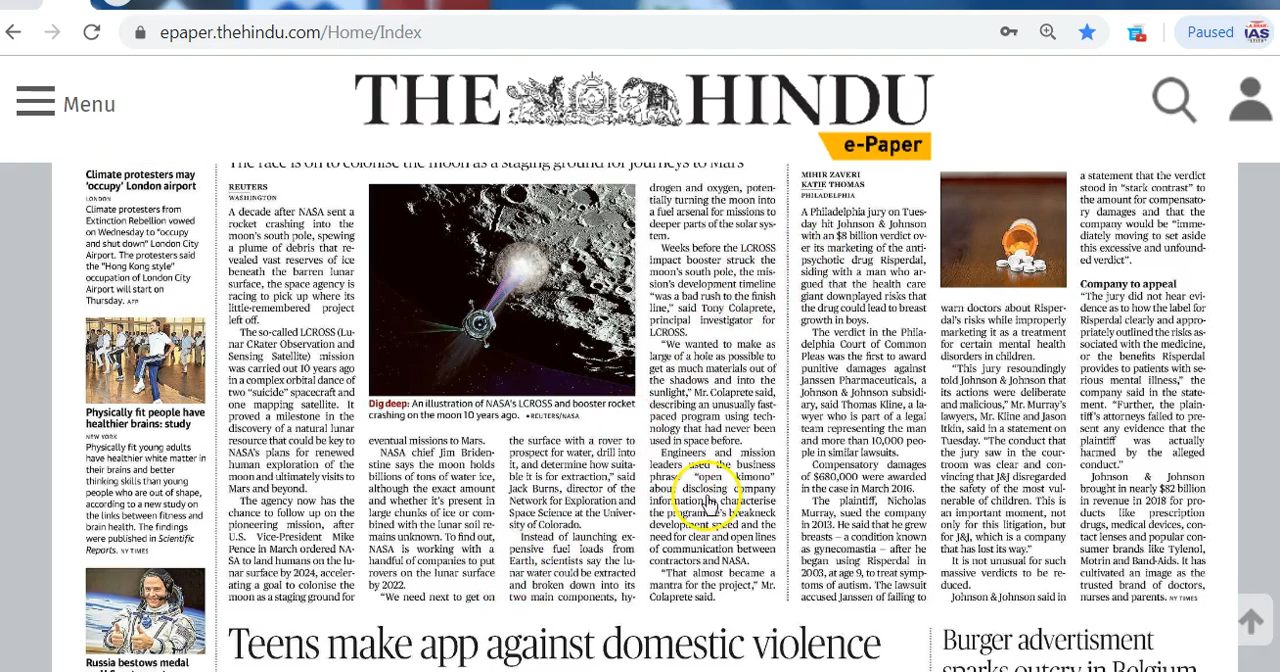 epaper.thehindu.com/Home/Index
Paused
IAS
Menu
THE HINDU
e-Paper
The race is on to colonise the moon as a staging ground for journeys to Mars
Climate protesters may
‘occupy’ London airport
LONDON
Climate protesters from
Extinction Rebellion vowed
on Wednesday to “occupy
and shut down” London City
Airport. The protesters said
the “Hong Kong style”
occupation of London City
Airport will start on
Thursday. AFP
Physically fit people have
healthier brains: study
NEW YORK
Physically fit young adults
have healthier white matter in
their brains and better
thinking skills than young
people who are out of shape,
according to a new study on
the links between fitness and
brain health. The findings
were published in Scientific
Reports. NY TIMES
Russia bestows medal
REUTERS
WASHINGTON
A decade after NASA sent a
rocket crashing into the
moon’s south pole, spewing
a plume of debris that re-
vealed vast reserves of ice
beneath the barren lunar
surface, the space agency is
racing to pick up where its
little-remembered project
left off.
The so-called LCROSS (Lu-
nar CRater Observation and
Sensing Satellite) mission
was carried out 10 years ago
in a complex orbital dance of
two “suicide” spacecraft and
one mapping satellite. It
proved a milestone in the
discovery of a natural lunar
resource that could be key to
NASA’s plans for renewed
human exploration of the
moon and ultimately visits to
Mars and beyond.
The agency now has the
chance to follow up on the
pioneering mission, after
U.S. Vice-President Mike
Pence in March ordered NA-
SA to land humans on the lu-
nar surface by 2024, acceler-
ating a goal to colonise the
moon as a staging ground for
Dig deep: An illustration of NASA’s LCROSS and booster rocket
crashing on the moon 10 years ago. •REUTERS/NASA
eventual missions to Mars.
NASA chief Jim Briden-
stine says the moon holds
billions of tons of water ice,
although the exact amount
and whether it’s present in
large chunks of ice or com-
bined with the lunar soil re-
mains unknown. To find out,
NASA is working with a
handful of companies to put
rovers on the lunar surface
by 2022.
“We need next to get on
the surface with a rover to
prospect for water, drill into
it, and determine how suita-
ble it is for extraction,” said
Jack Burns, director of the
Network for Exploration and
Space Science at the Univer-
sity of Colorado.
Instead of launching ex-
pensive fuel loads from
Earth, scientists say the lu-
nar water could be extracted
and broken down into its
two main components, hy-
drogen and oxygen, poten-
tially turning the moon into
a fuel arsenal for missions to
deeper parts of the solar sys-
tem.
Weeks before the LCROSS
impact booster struck the
moon’s south pole, the mis-
sion’s development timeline
“was a bad rush to the finish
line,” said Tony Colaprete,
principal investigator for
LCROSS.
“We wanted to make as
large of a hole as possible to
get as much materials out of
the shadows and into the
sunlight,” Mr. Colaprete said,
describing an unusually fast-
paced program using tech-
nology that had never been
used in space before.
Engineers and mission
leaders used the business
phrase “open kimono”
about disclosing company
information
the program’s breakneck
development speed and the
need for clear and open lines
of communication between
contractors and NASA.
“That almost became a
mantra for the project,” Mr.
Colaprete said.
MIHIR ZAVERI
KATIE THOMAS
PHILADELPHIA
A Philadelphia jury on Tues-
day hit Johnson & Johnson
with an $8 billion verdict ov-
er its marketing of the anti-
psychotic drug Risperdal,
siding with a man who ar-
gued that the health care
giant downplayed risks that
the drug could lead to breast
growth in boys.
The verdict in the Phila-
delphia Court of Common
Pleas was the first to award
punitive damages against
Janssen Pharmaceuticals, a
Johnson & Johnson subsidi-
ary, said Thomas Kline, a la-
wyer who is part of a legal
team representing the man
and more than 10,000 peo-
ple in similar lawsuits.
Compensatory damages
of $680,000 were awarded
in the case in March 2016.
The plaintiff, Nicholas
Murray, sued the company
in 2013. He said that he grew
breasts – a condition known
as gynecomastia – after he
began using Risperdal in
2003, at age 9, to treat symp-
toms of autism. The lawsuit
accused Janssen of failing to
warn doctors about Risper-
dal’s risks while improperly
marketing it as a treatment
for certain mental health
disorders in children.
“This jury resoundingly
told Johnson & Johnson that
its actions were deliberate
and malicious,” Mr. Murray’s
lawyers, Mr. Kline and Jason
Itkin, said in a statement on
Tuesday. “The conduct that
the jury saw in the cour-
troom was clear and con-
vincing that J&J disregarded
the safety of the most vul-
nerable of children. This is
an important moment, not
only for this litigation, but
for J&J, which is a company
that has lost its way.”
It is not unusual for such
massive verdicts to be re-
duced.
Johnson & Johnson said in
a statement that the verdict
stood in “stark contrast” to
the amount for compensato-
ry damages and that the
company would be “imme-
diately moving to set aside
this excessive and unfound-
ed verdict”.
Company to appeal
“The jury did not hear evi-
dence as to how the label for
Risperdal clearly and appro-
priately outlined the risks as-
sociated with the medicine,
or the benefits Risperdal
provides to patients with se-
rious mental illness,” the
company said in the state-
ment. “Further, the plain-
tiff’s attorneys failed to pre-
sent any evidence that the
plaintiff was actually
harmed by the alleged
conduct.”
Johnson & Johnson
brought in nearly $82 billion
in revenue in 2018 for pro-
ducts like prescription
drugs, medical devices, con-
tact lenses and popular con-
sumer brands like Tylenol,
Motrin and Band-Aids. It has
cultivated an image as the
trusted brand of doctors,
nurses and parents. NY TIMES
Teens make app against domestic violence
Burger advertisment
sparks outcry in Belgium